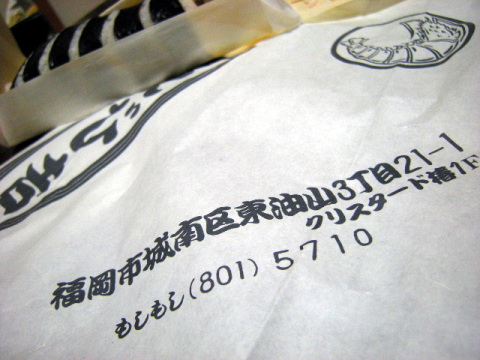 福岡市城南区東油山3丁目21-1
クリスタード椿1F
もしもし(801)5710